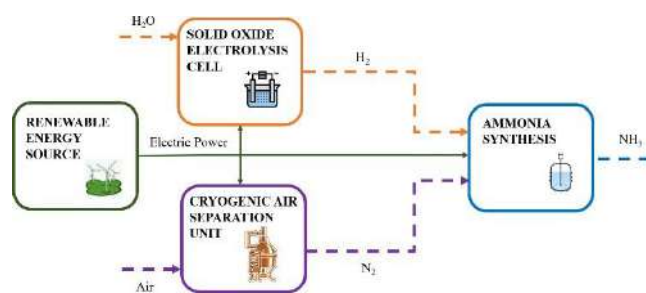 H₂O
SOLID OXIDE
ELECTROLYSIS
CELL
H₂
RENEWABLE
ENERGY
SOURCE
Electric Power
AMMONIA
SYNTHESIS
NH₃
CRYOGENIC AIR
SEPARATION
UNIT
N₂
Air